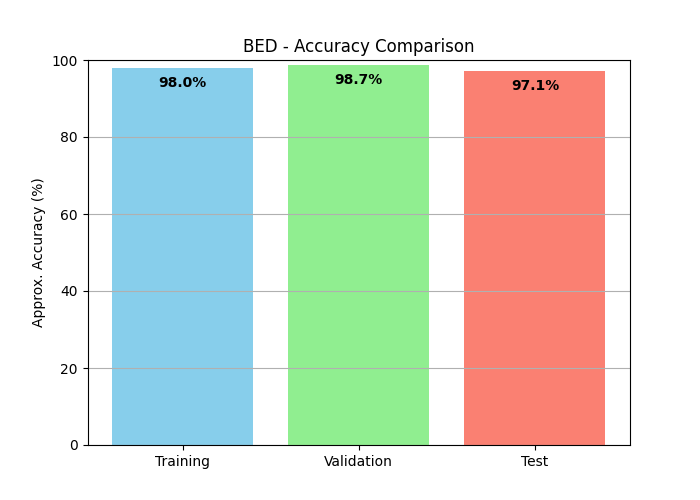 BED - Accuracy Comparison
100
80
60
40
20
0
Approx. Accuracy (%)
98.0%
98.7%
97.1%
Training
Validation
Test